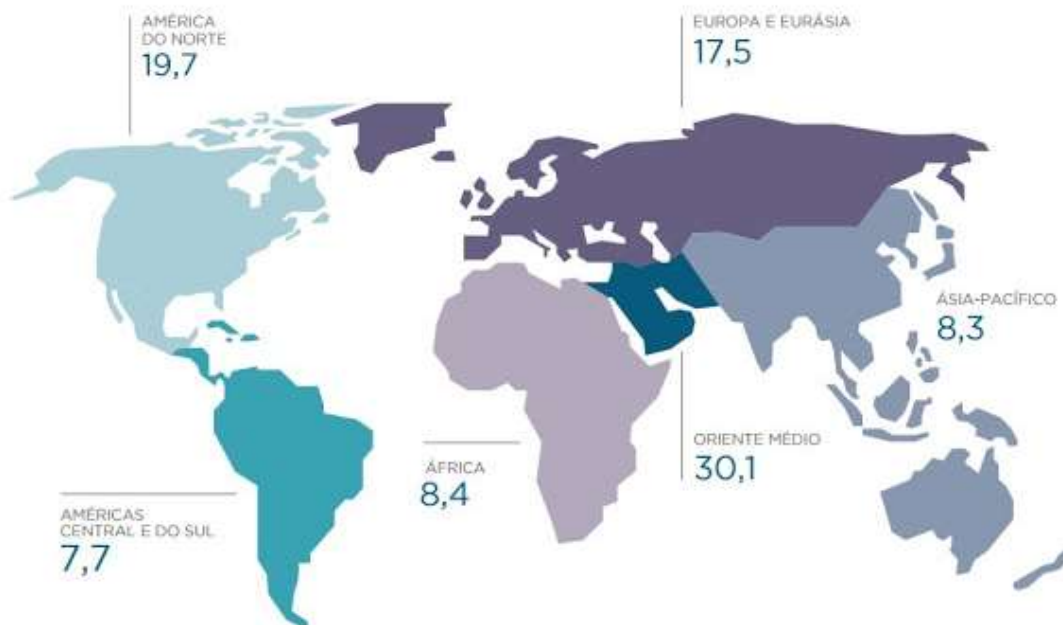 AMÉRICA
DO NORTE
19,7
EUROPA E EURÁSIA
17,5
ÁSIA-PACÍFICO
8,3
ORIENTE MÉDIO
30,1
ÁFRICA
8,4
AMÉRICAS
CENTRAL E DO SUL
7,7